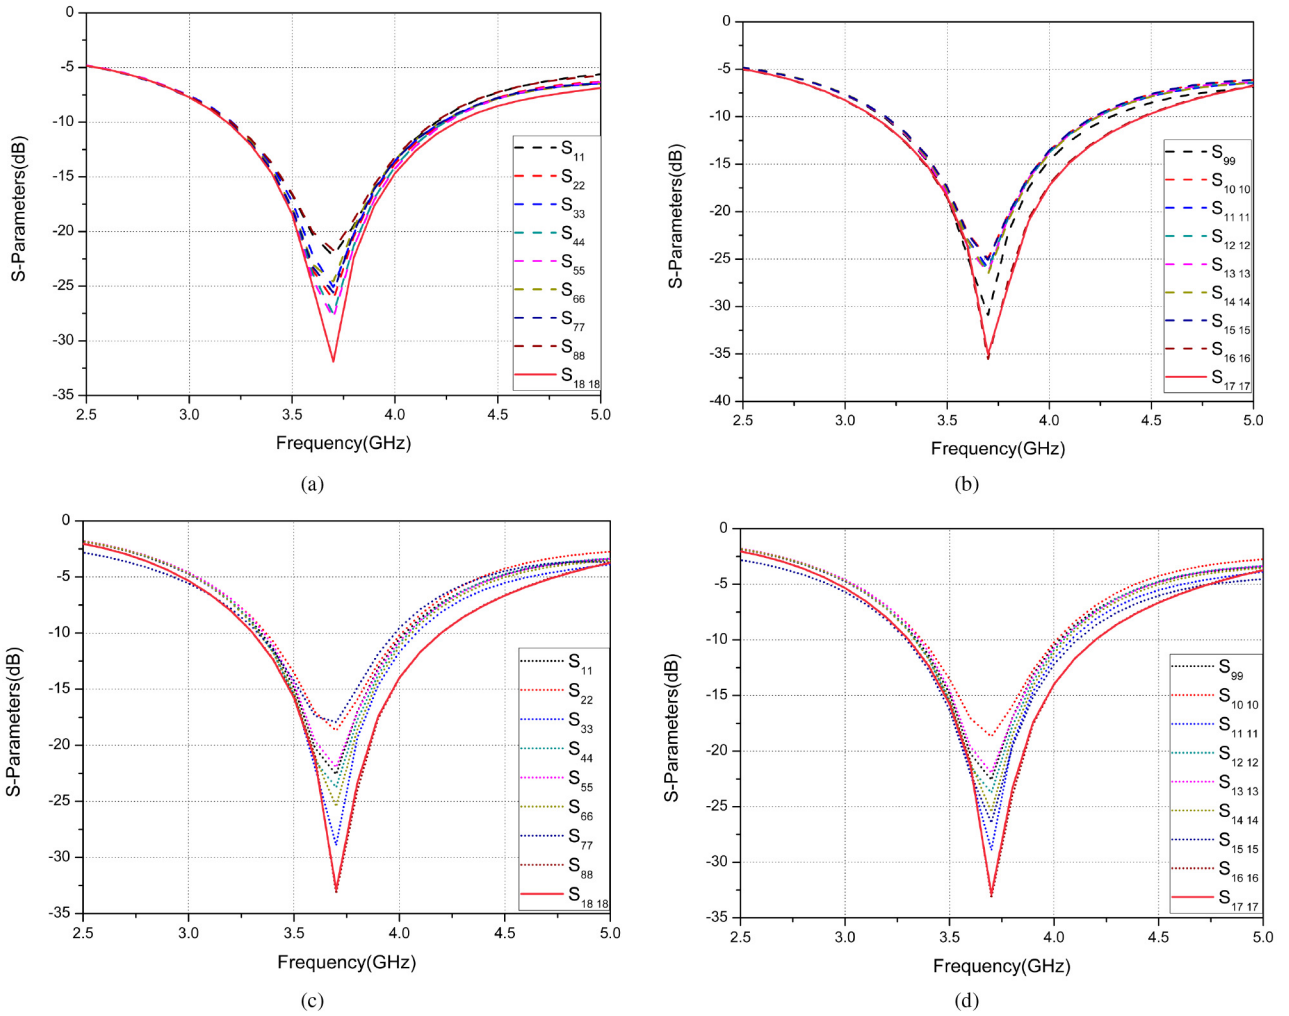 S-Parameters(dB)
0
-5
-10
-15
-20
-25
-30
-35
2.5 3.0 3.5 4.0 4.5 5.0
Frequency(GHz)
S11
S22
S33
S44
S55
S66
S77
S88
S18 18
(a)
S-Parameters(dB)
0
-5
-10
-15
-20
-25
-30
-35
-40
2.5 3.0 3.5 4.0 4.5 5.0
Frequency(GHz)
S99
S10 10
S11 11
S12 12
S13 13
S14 14
S15 15
S16 16
S17 17
(b)
S-Parameters(dB)
0
-5
-10
-15
-20
-25
-30
-35
2.5 3.0 3.5 4.0 4.5 5.0
Frequency(GHz)
S11
S22
S33
S44
S55
S66
S77
S88
S18 18
(c)
S-Parameters(dB)
0
-5
-10
-15
-20
-25
-30
-35
2.5 3.0 3.5 4.0 4.5 5.0
Frequency(GHz)
S99
S10 10
S11 11
S12 12
S13 13
S14 14
S15 15
S16 16
S17 17
(d)